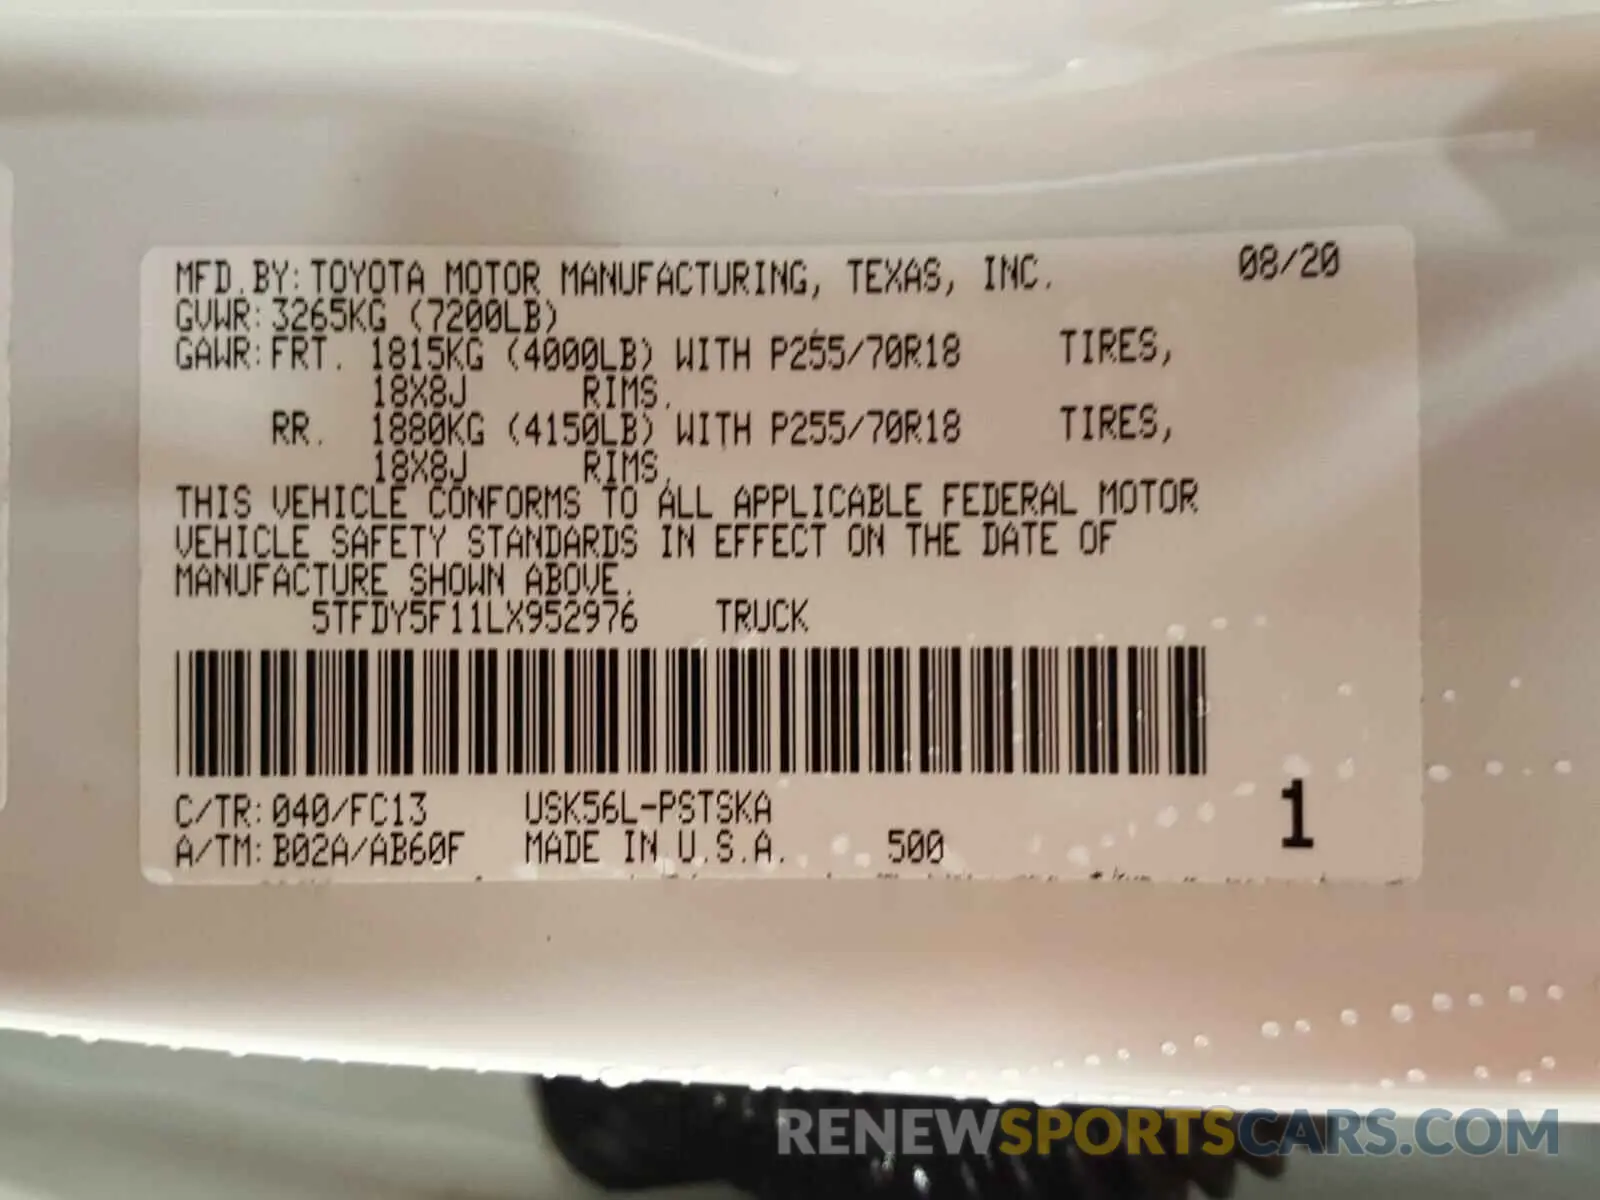 MFD.BY:TOYOTA MOTOR MANUFACTURING, TEXAS, INC. 08/20
GVWR:3265KG (7200LB)
GAWR:FRT. 1815KG (4000LB) WITH P255/70R18 TIRES,
18X8J RIMS,
RR. 1880KG (4150LB) WITH P255/70R18 TIRES,
18X8J RIMS,
THIS VEHICLE CONFORMS TO ALL APPLICABLE FEDERAL MOTOR
VEHICLE SAFETY STANDARDS IN EFFECT ON THE DATE OF
MANUFACTURE SHOWN ABOVE.
5TFDY5F11LX952976 TRUCK
C/TR:040/FC13 USK56L-PSTSKA
A/TM:B02A/AB60F MADE IN U.S.A. 500
1
RENEWSPORTSCARS.COM